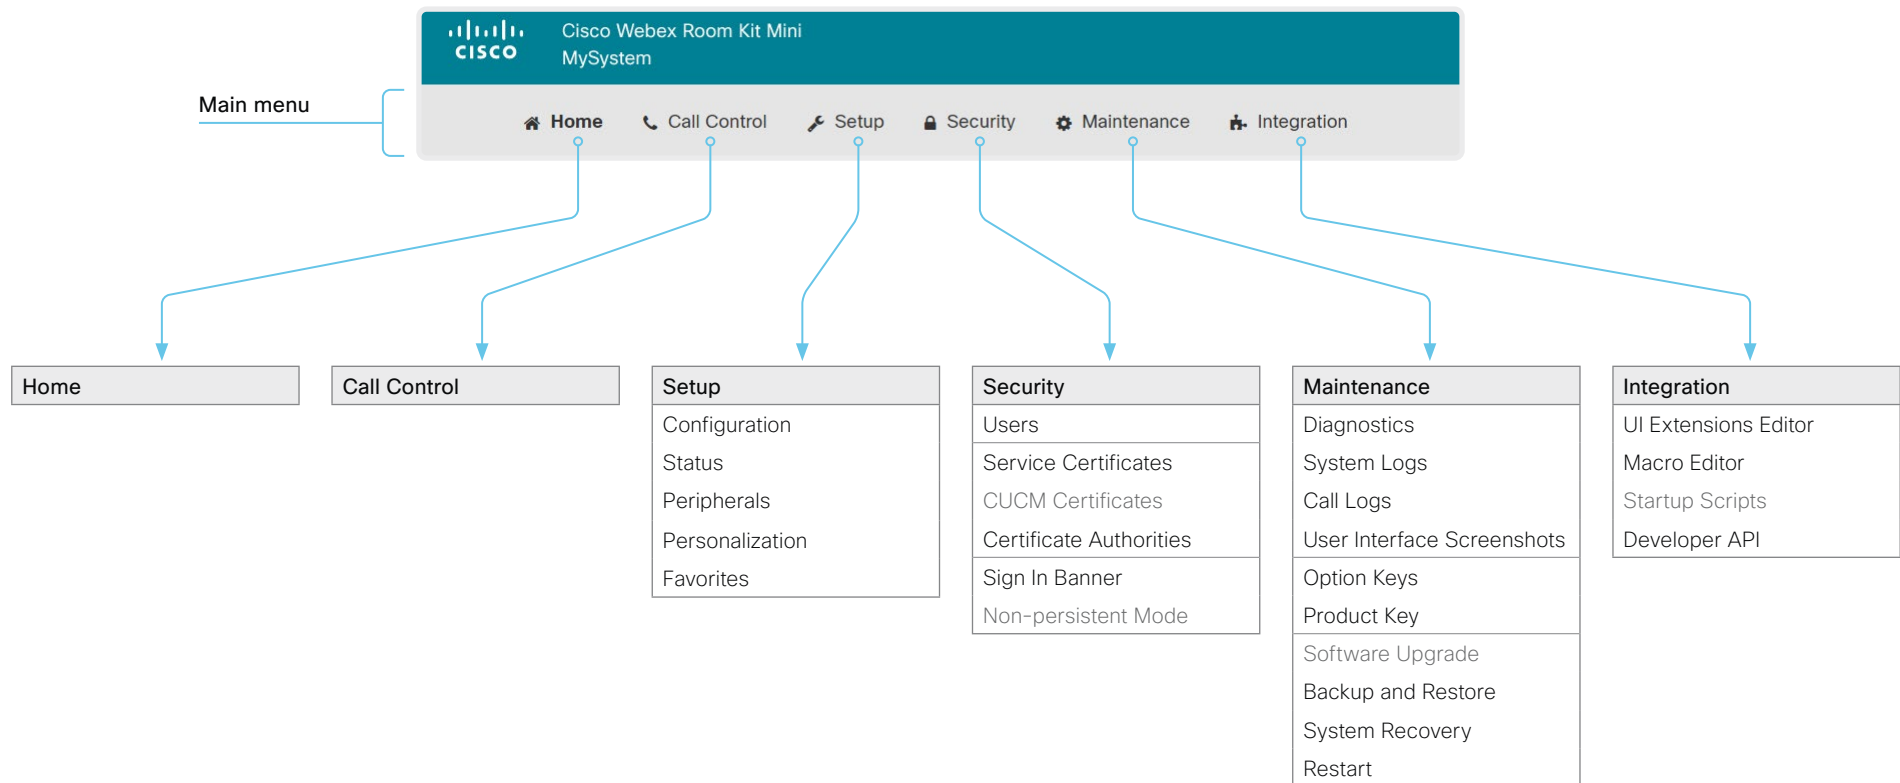 CISCO
Cisco Webex Room Kit Mini
MySystem
Main menu
Home
Call Control
Setup
Security
Maintenance
Integration
Home
Call Control
Setup
Configuration
Status
Peripherals
Personalization
Favorites
Security
Users
Service Certificates
CUCM Certificates
Certificate Authorities
Sign In Banner
Non-persistent Mode
Maintenance
Diagnostics
System Logs
Call Logs
User Interface Screenshots
Option Keys
Product Key
Software Upgrade
Backup and Restore
System Recovery
Restart
Integration
UI Extensions Editor
Macro Editor
Startup Scripts
Developer API